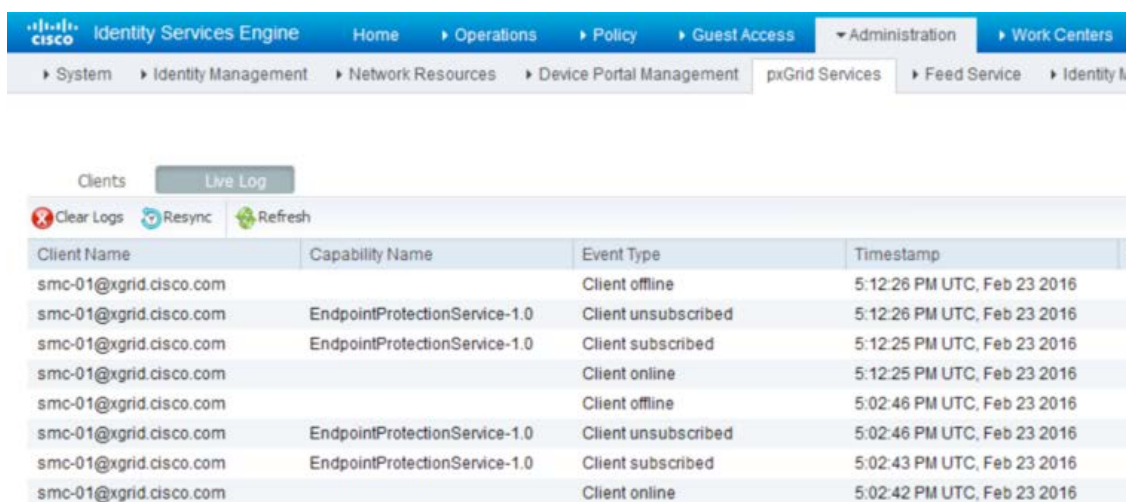 cisco Identity Services Engine Home Operations Policy Guest Access Administration Work Centers
System Identity Management Network Resources Device Portal Management pxGrid Services Feed Service Identity
Clients Live Log
Clear Logs Resync Refresh
Client Name Capability Name Event Type Timestamp
smc-01@xgrid.cisco.com Client offline 5:12:26 PM UTC, Feb 23 2016
smc-01@xgrid.cisco.com EndpointProtectionService-1.0 Client unsubscribed 5:12:26 PM UTC, Feb 23 2016
smc-01@xgrid.cisco.com EndpointProtectionService-1.0 Client subscribed 5:12:25 PM UTC, Feb 23 2016
smc-01@xgrid.cisco.com Client online 5:12:25 PM UTC, Feb 23 2016
smc-01@xgrid.cisco.com Client offline 5:02:46 PM UTC, Feb 23 2016
smc-01@xgrid.cisco.com EndpointProtectionService-1.0 Client unsubscribed 5:02:46 PM UTC, Feb 23 2016
smc-01@xgrid.cisco.com EndpointProtectionService-1.0 Client subscribed 5:02:43 PM UTC, Feb 23 2016
smc-01@xgrid.cisco.com Client online 5:02:42 PM UTC, Feb 23 2016